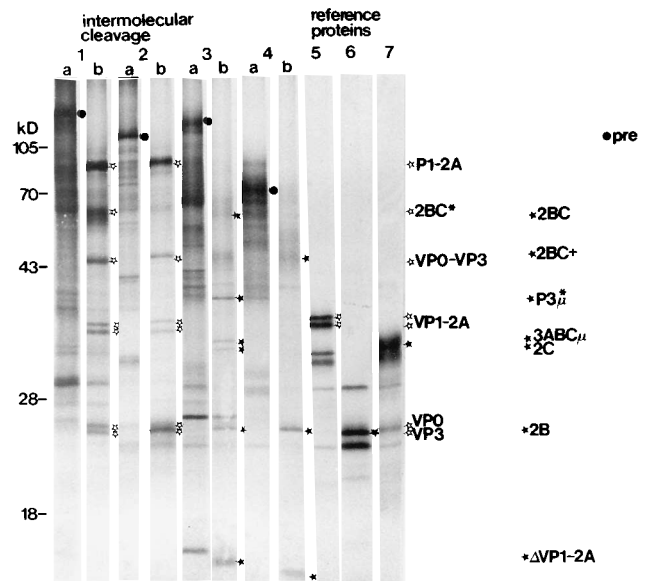 intermolecular cleavage
reference proteins
1 2 3 4 5 6 7
a b a b a b a b
kD
105–
70–
43–
28–
18–
●pre
☆P1-2A
☆2BC*
★2BC
☆VP0-VP3
★2BC+
★P3μ*
☆VP1-2A
★3ABCμ
★2C
☆VP0
☆VP3
★2B
★ΔVP1-2A